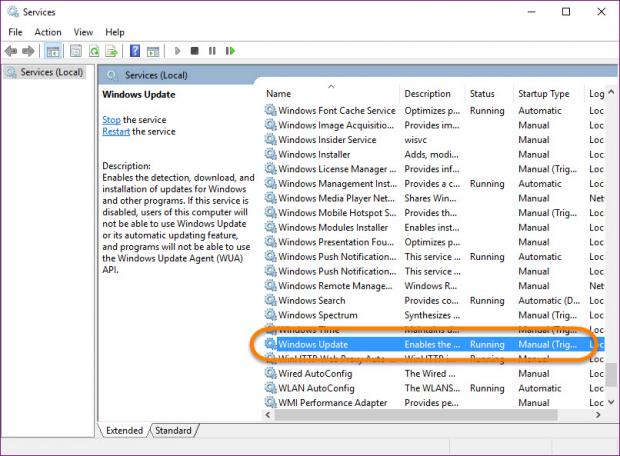 Services
File Action View Help
Services (Local)
Services (Local)
Windows Update
Stop the service
Restart the service
Description:
Enables the detection, download, and
installation of updates for Windows
and other programs. If this service is
disabled, users of this computer will
not be able to use Windows Update
or its automatic updating feature,
and programs will not be able to use
the Windows Update Agent (WUA)
API.
Name Description Status Startup Type Log
Windows Font Cache Service Optimizes p... Running Automatic Loc
Windows Image Acquisitio... Provides im... Manual Loc
Windows Insider Service wisvc Manual Loc
Windows Installer Adds, modi... Manual Loc
Windows License Manager ... Provides inf... Manual (Trig... Loc
Windows Management Inst... Provides a c... Running Automatic Loc
Windows Media Player Net... Shares Win... Manual Net
Windows Mobile Hotspot S... Provides th... Manual (Trig... Loc
Windows Modules Installer Enables inst... Manual Loc
Windows Presentation Fou... Optimizes p... Manual Loc
Windows Push Notification... This service ... Running Automatic Loc
Windows Push Notification... This service ... Running Manual Loc
Windows Remote Manage... Windows R... Manual Net
Windows Search Provides co... Running Automatic (D... Loc
Windows Spectrum Synthesizes ... Manual (Trig... Loc
Windows Time Maintains d... Manual (Trig... Loc
Windows Update Enables the ... Running Manual (Trig... Loc
WinHTTP Web Proxy Auto-... WinHTTP i... Running Manual Loc
Wired AutoConfig The Wired ... Manual Loc
WLAN AutoConfig The WLANS... Running Automatic Loc
WMI Performance Adapter Provides pe... Manual Loc
Extended Standard